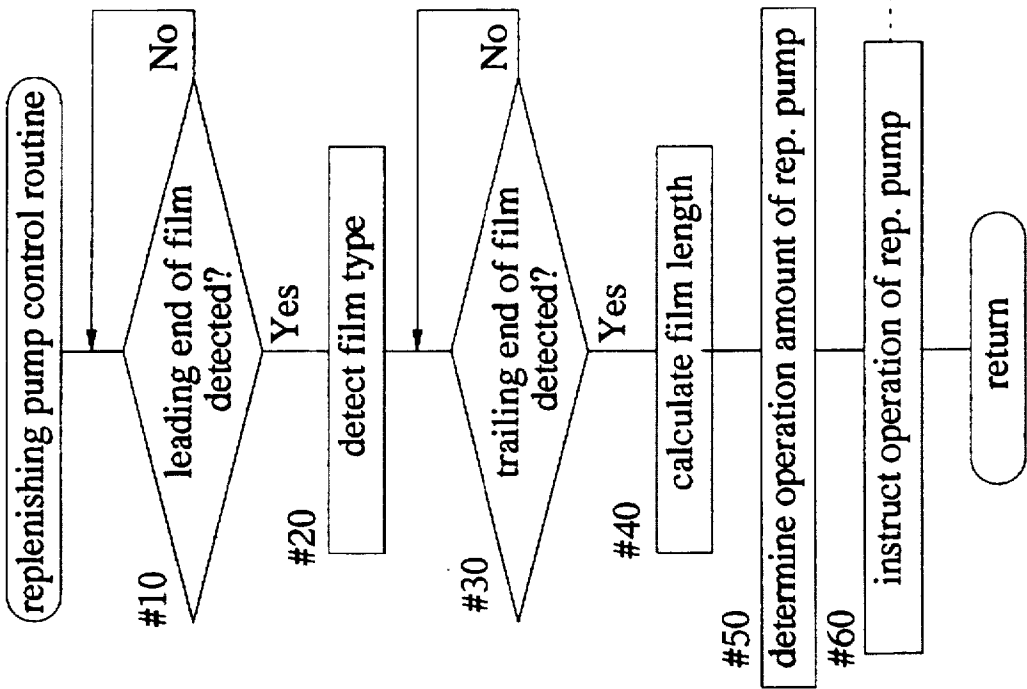 replenishing pump control routine
#10
leading end of film
detected?
No
Yes
#20
detect film type
#30
trailing end of film
detected?
No
Yes
#40
calculate film length
#50
determine operation amount of rep. pump
#60
instruct operation of rep. pump
return